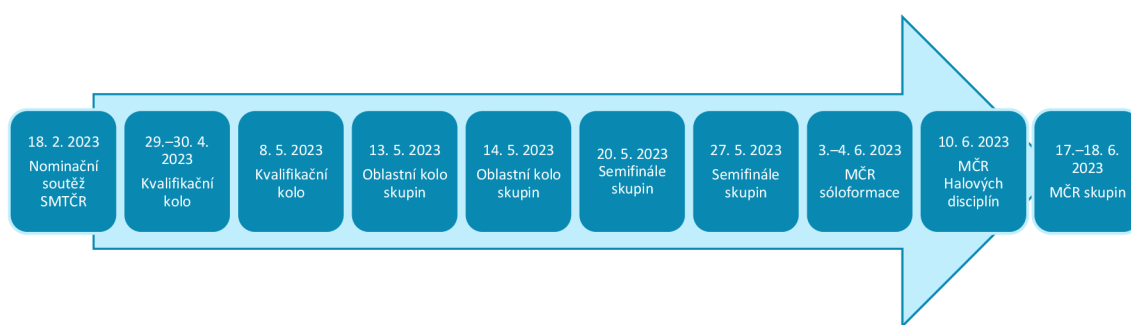 18. 2. 2023
Nominační
soutěž
SMTČR
29.–30. 4.
2023
Kvalifikační
kolo
8. 5. 2023
Kvalifikační
kolo
13. 5. 2023
Oblastní kolo
skupin
14. 5. 2023
Oblastní kolo
skupin
20. 5. 2023
Semifinále
skupin
27. 5. 2023
Semifinále
skupin
3.–4. 6. 2023
MČR
sóloformace
10. 6. 2023
MČR
Halových
disciplín
17.–18. 6.
2023
MČR skupin